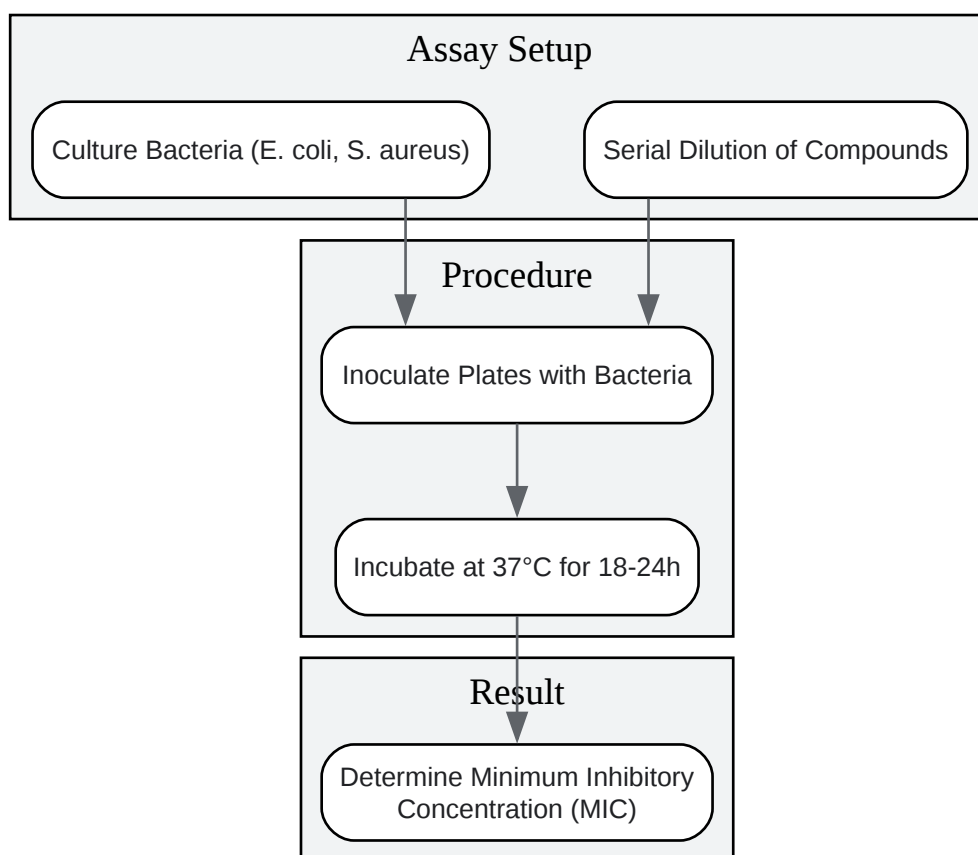 Assay Setup
Culture Bacteria (E. coli, S. aureus)
Serial Dilution of Compounds
Procedure
Inoculate Plates with Bacteria
Incubate at 37°C for 18-24h
Result
Determine Minimum Inhibitory
Concentration (MIC)